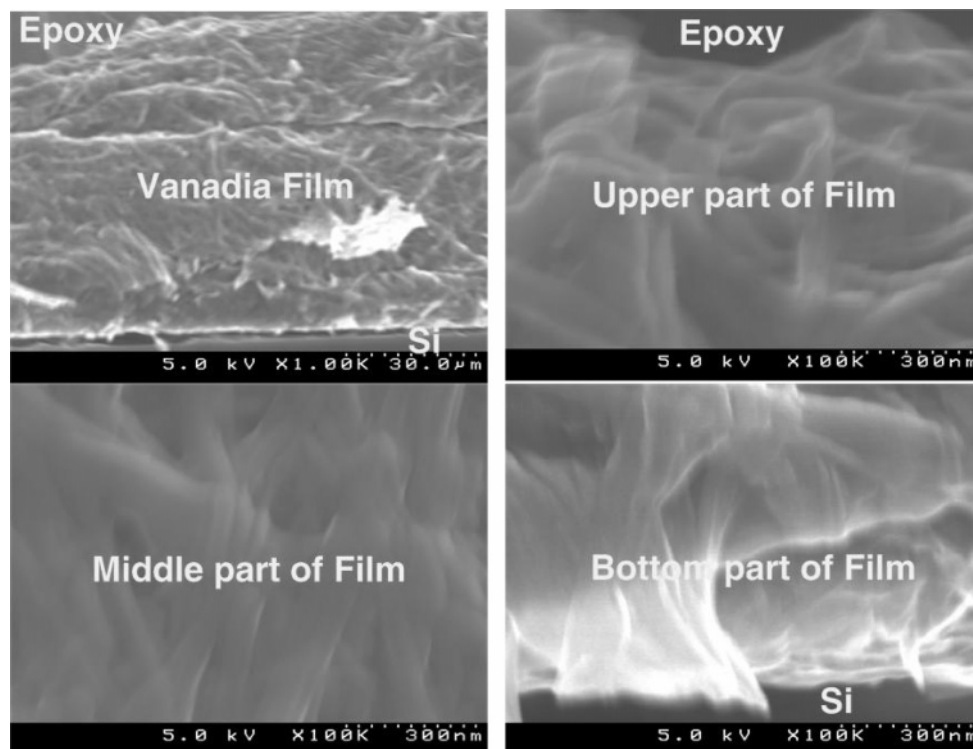 Epoxy
Vanadia Film
Si
5.0 kV X1.00K 30.0µm
Epoxy
Upper part of Film
5.0 kV X100K 300nm
Middle part of Film
5.0 kV X100K 300nm
Bottom part of Film
Si
5.0 kV X100K 300nm